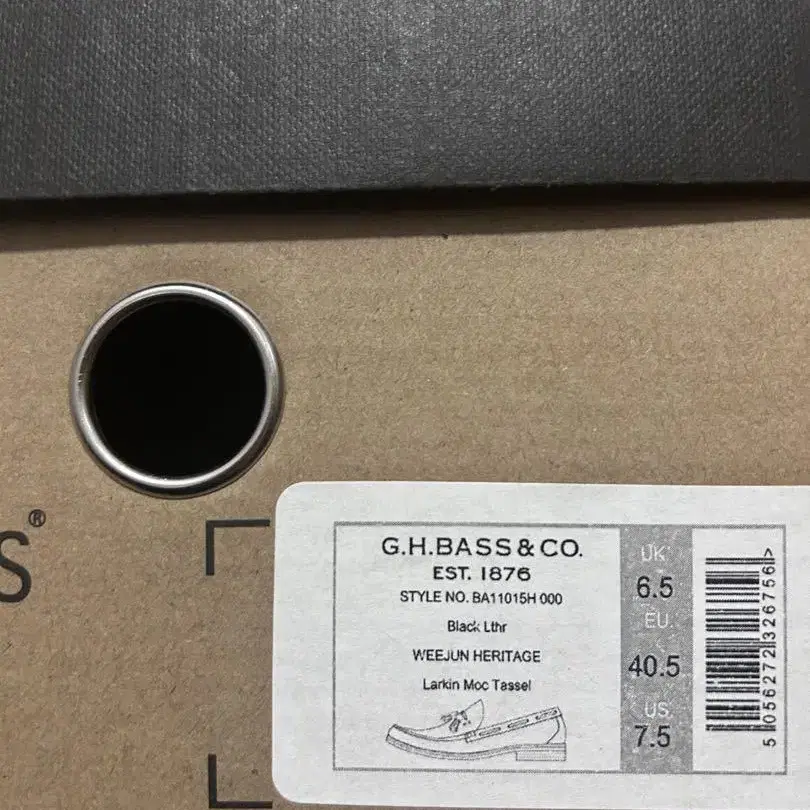 S®
G.H.BASS & CO.
EST. 1876
STYLE NO. BA11015H 000
Black Lthr
WEEJUN HERITAGE
Larkin Moc Tassel
UK
6.5
EU.
40.5
US
7.5
5 056272 326756 >